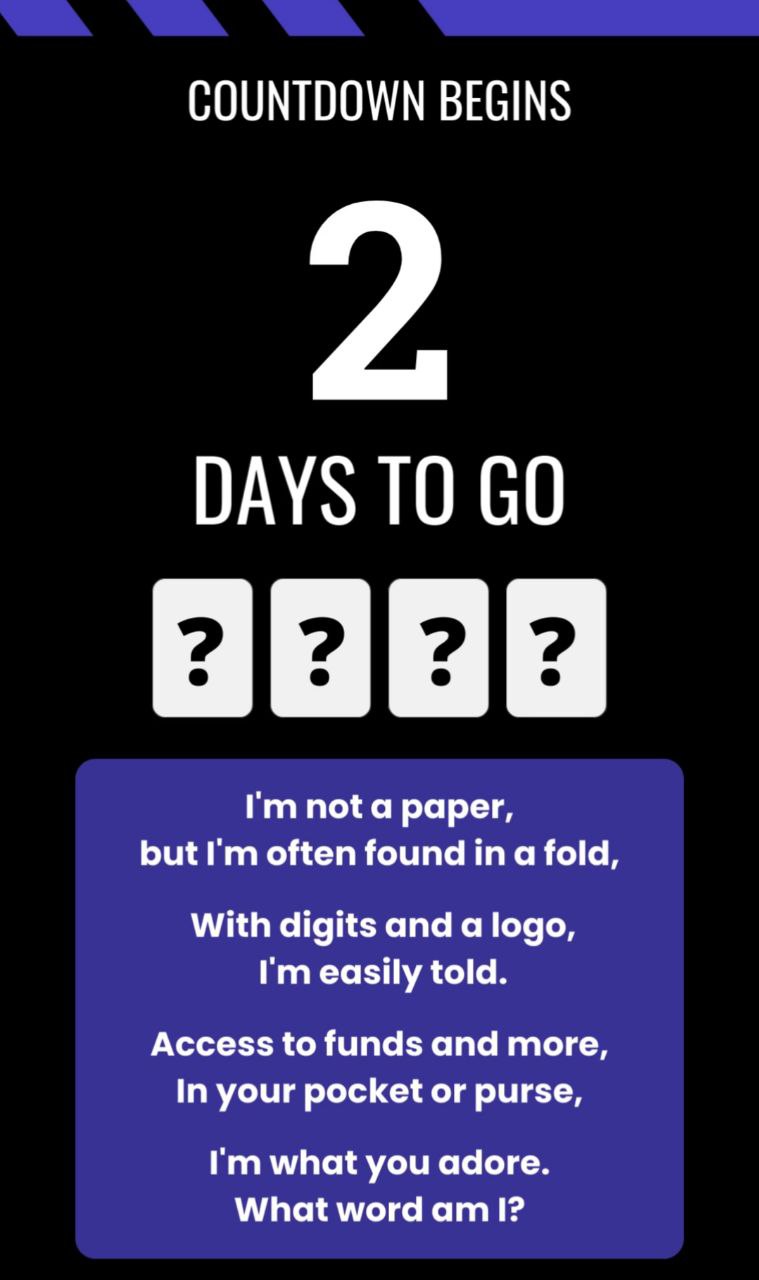 COUNTDOWN BEGINS
2
DAYS TO GO
? ? ? ?
I'm not a paper,
but I'm often found in a fold,
With digits and a logo,
I'm easily told.
Access to funds and more,
In your pocket or purse,
I'm what you adore.
What word am I?